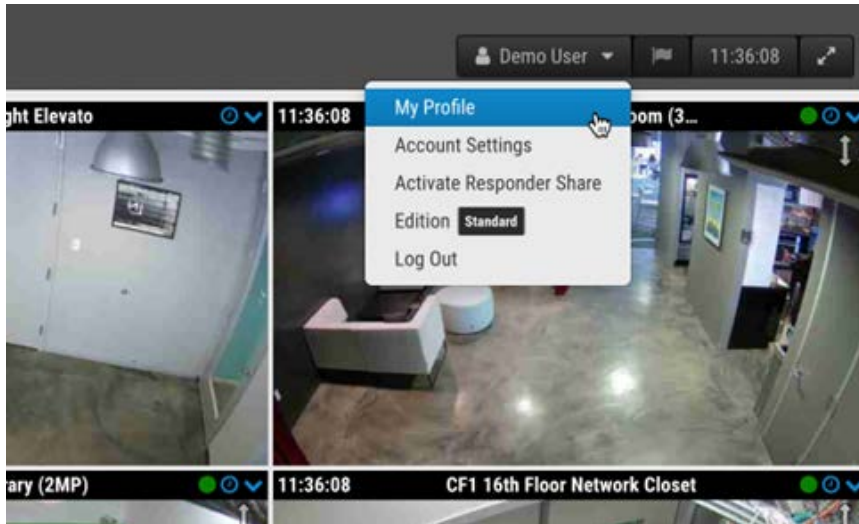 Demo User
11:36:08
ght Elevato
11:36:08
oom (3...
My Profile
Account Settings
Activate Responder Share
Edition Standard
Log Out
rary (2MP)
11:36:08
CF1 16th Floor Network Closet